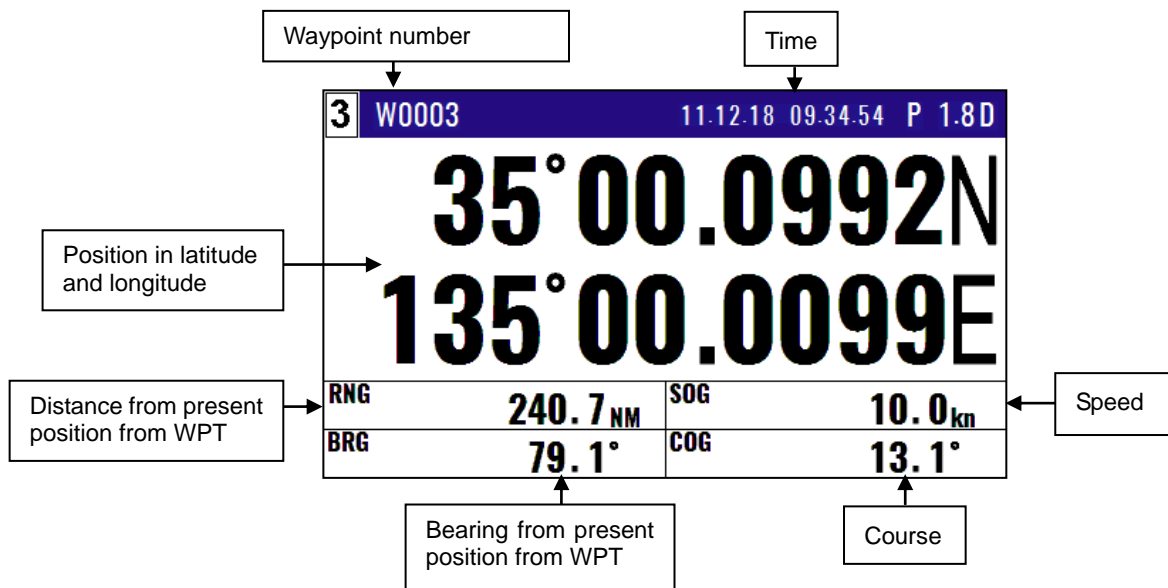 Waypoint number
Time
3 W0003 11-12-18 09-34-54 P 1.8D
35°00.0992N
Position in latitude
and longitude
135°00.0099E
RNG 240.7NM SOG 10.0kn
Distance from present
position from WPT
Speed
BRG 79.1° COG 13.1°
Bearing from present
position from WPT
Course